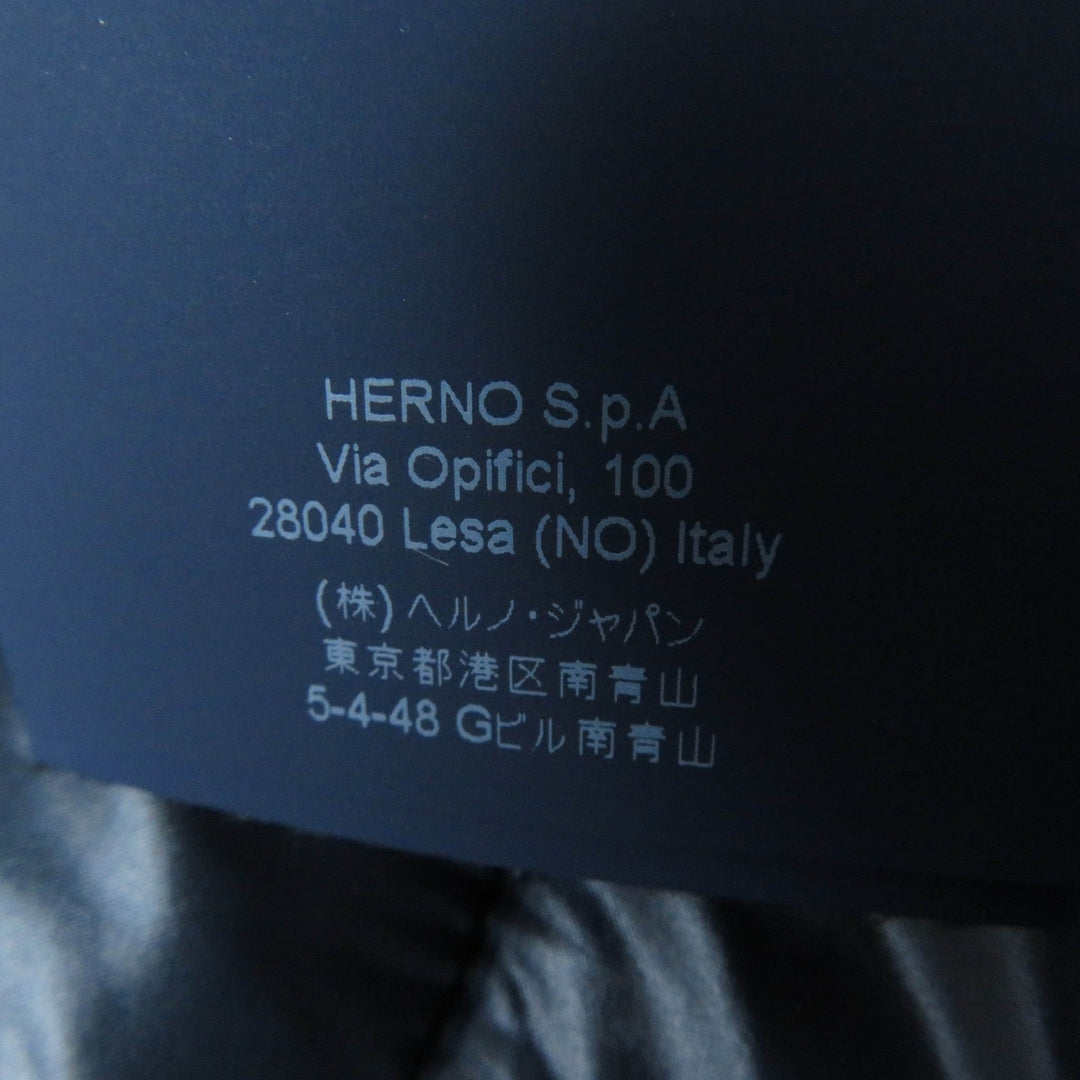 HERNO S.p.A
Via Opifici, 100
28040 Lesa (NO) Italy
(株)ヘルノ・ジャパン
東京都港区南青山
5-4-48 Gビル南青山